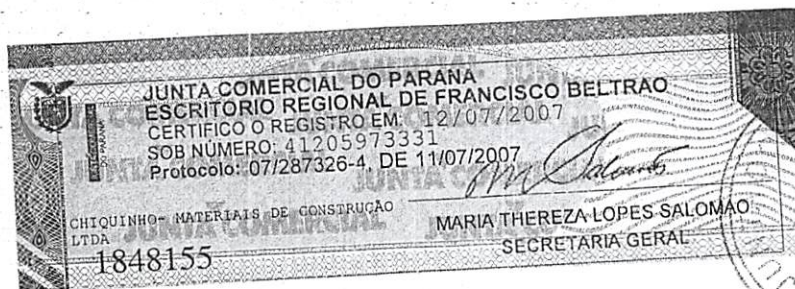 JUNTA COMERCIAL DO PARANA
ESCRITORIO REGIONAL DE FRANCISCO BELTRAO
CERTIFICO O REGISTRO EM: 12/07/2007
SOB NÚMERO: 41205973331
Protocolo: 07/287326-4, DE 11/07/2007
CHIQUINHO- MATERIAIS DE CONSTRUÇÃO
LTDA
1848155
MARIA THEREZA LOPES SALOMAO
SECRETARIA GERAL